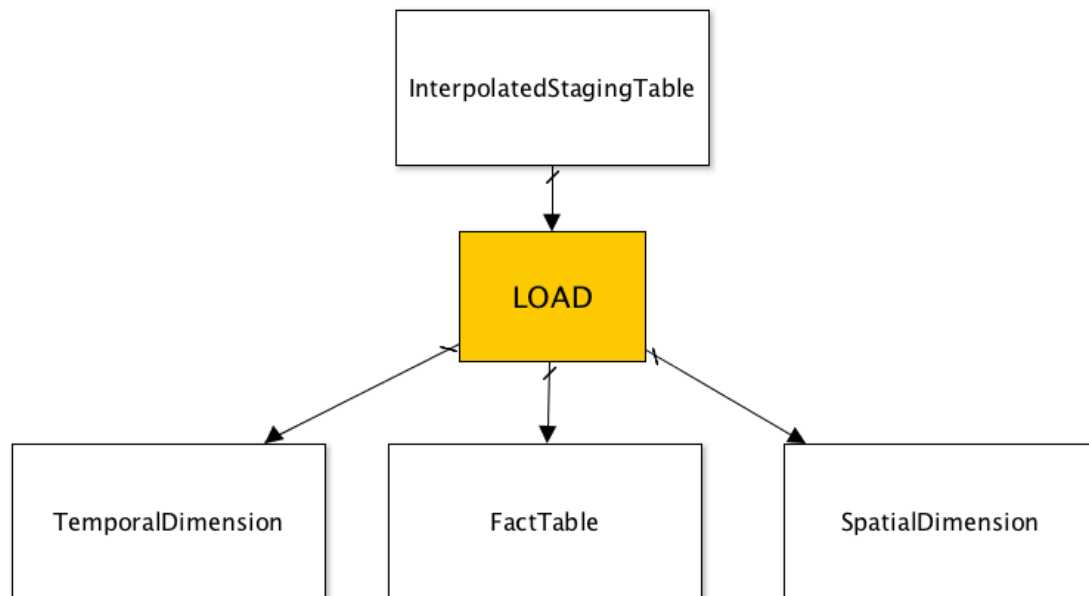 InterpolatedStagingTable
LOAD
TemporalDimension
FactTable
SpatialDimension